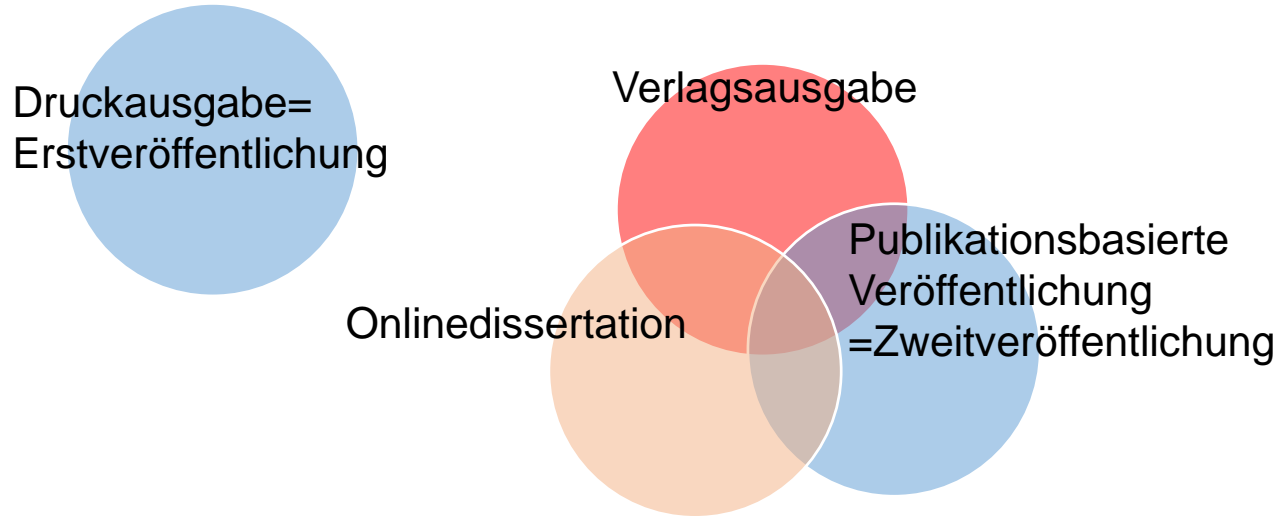 Druckausgabe=
Erstveröffentlichung
Verlagsausgabe
Publikationsbasierte
Veröffentlichung
=Zweitveröffentlichung
Onlinedissertation